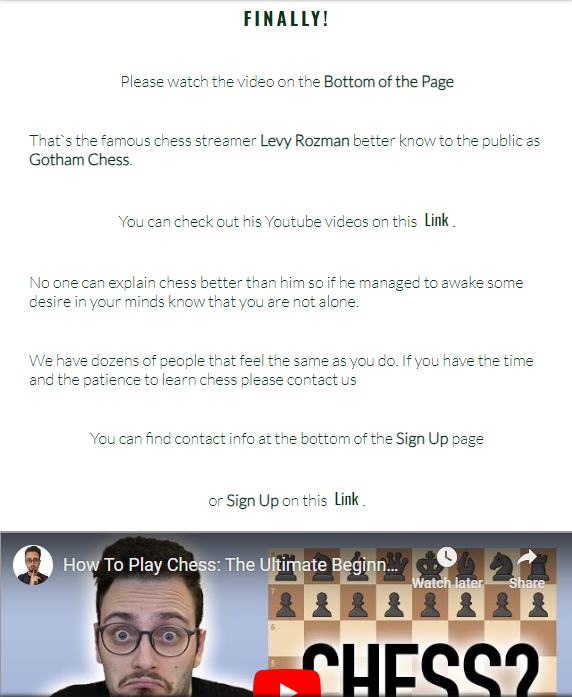 FINALLY!
Please watch the video on the Bottom of the Page
That`s the famous chess streamer Levy Rozman better know to the public as
Gotham Chess.
You can check out his Youtube videos on this Link .
No one can explain chess better than him so if he managed to awake some
desire in your minds know that you are not alone.
We have dozens of people that feel the same as you do. If you have the time
and the patience to learn chess please contact us
You can find contact info at the bottom of the Sign Up page
or Sign Up on this Link .
How To Play Chess: The Ultimate Beginn...
Watch later
Share
7
6
5
CHESS?